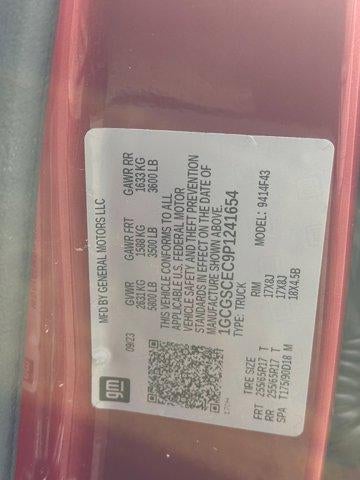 gm
MFD BY GENERAL MOTORS LLC
09/23 GVWR GAWR FRT GAWR RR
2631 KG 1588 KG 1633 KG
5800 LB 3500 LB 3600 LB
THIS VEHICLE CONFORMS TO ALL
APPLICABLE U.S. FEDERAL MOTOR
VEHICLE SAFETY AND THEFT PREVENTION
STANDARDS IN EFFECT ON THE DATE OF
MANUFACTURE SHOWN ABOVE.
1GCGSCEC9P1241654
TYPE: TRUCK MODEL: 9414F43
TIRE SIZE RIM
FRT 255/65R17 T 17X8J
RR 255/65R17 T 17X8J
SPA T175/90D18 M 18X4.5B